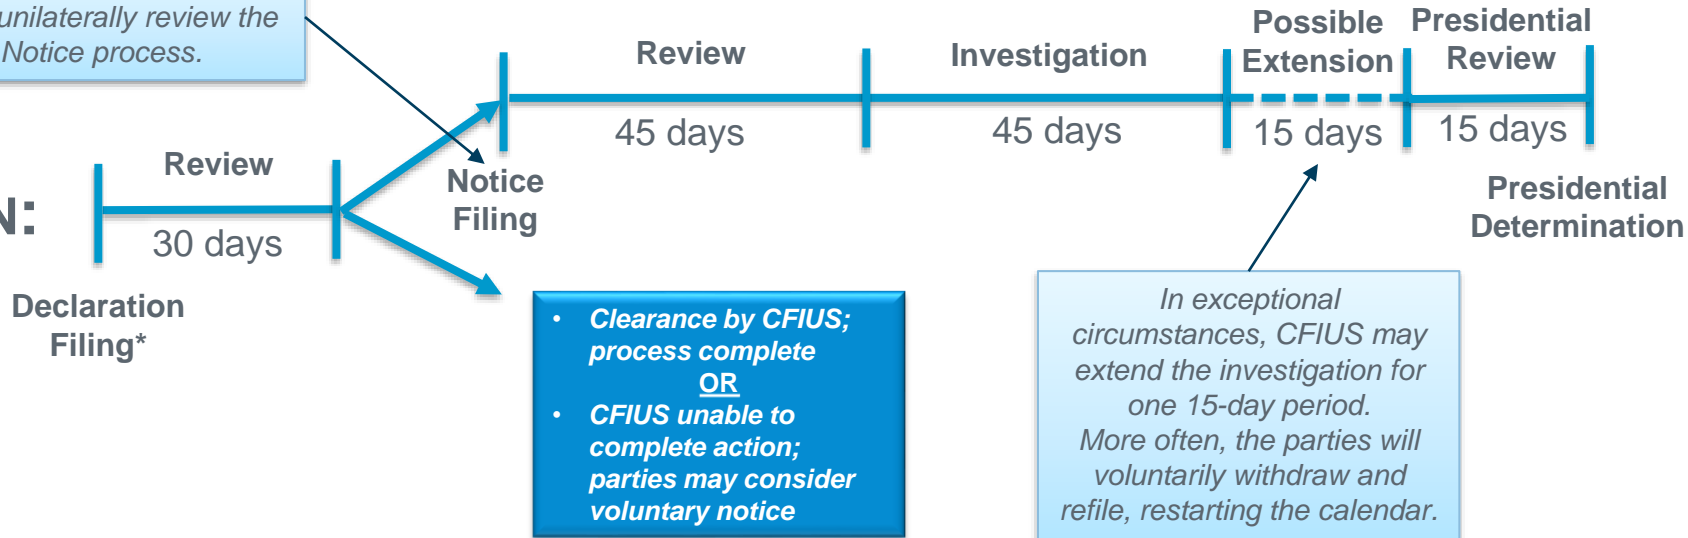 unilaterally review the
Notice process.
Possible
Extension
Presidential
Review
Review
Investigation
45 days
45 days
15 days
15 days
Review
N:
30 days
Notice
Filing
Presidential
Determination
Declaration
Filing*
• Clearance by CFIUS;
process complete
OR
• CFIUS unable to
complete action;
parties may consider
voluntary notice
In exceptional
circumstances, CFIUS may
extend the investigation for
one 15-day period.
More often, the parties will
voluntarily withdraw and
refile, restarting the calendar.